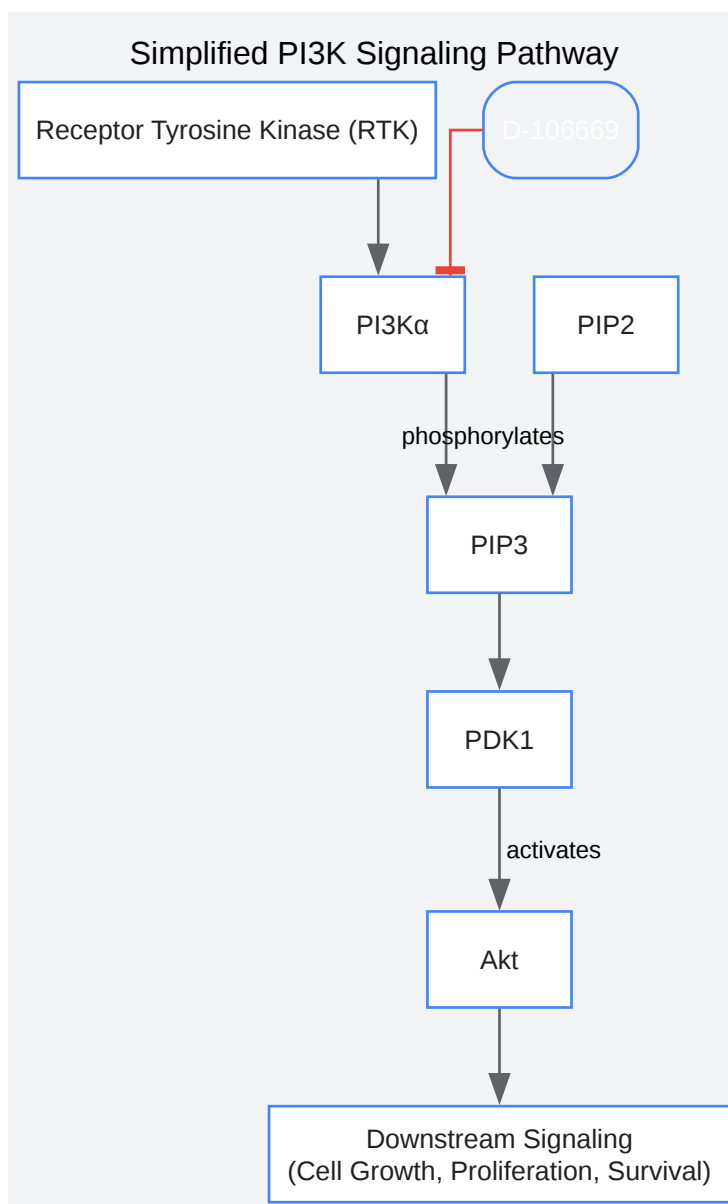 Simplified PI3K Signaling Pathway
Receptor Tyrosine Kinase (RTK)
D-106669
PI3Kα
PIP2
phosphorylates
PIP3
PDK1
activates
Akt
Downstream Signaling
(Cell Growth, Proliferation, Survival)